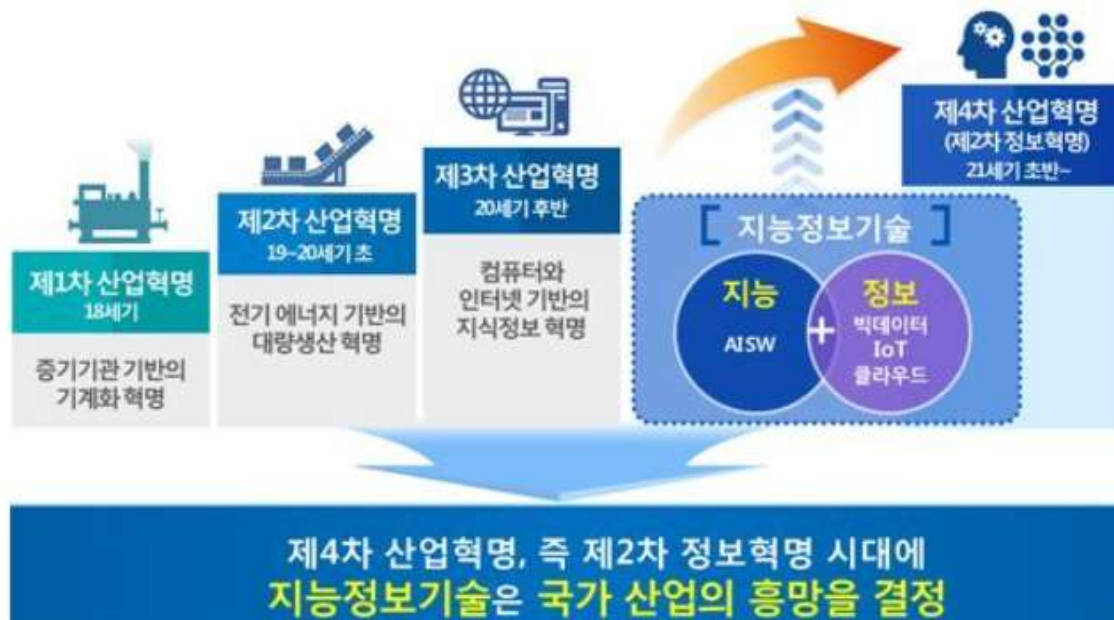 제1차 산업혁명
18세기
증기기관 기반의
기계화 혁명
제2차 산업혁명
19~20세기 초
전기 에너지 기반의
대량생산 혁명
제3차 산업혁명
20세기 후반
컴퓨터와
인터넷 기반의
지식정보 혁명
[ 지능정보기술 ]
지능
AISW
+
정보
빅데이터
IoT
클라우드
제4차 산업혁명
(제2차 정보혁명)
21세기 초반~
제4차 산업혁명, 즉 제2차 정보혁명 시대에
지능정보기술은 국가 산업의 흥망을 결정